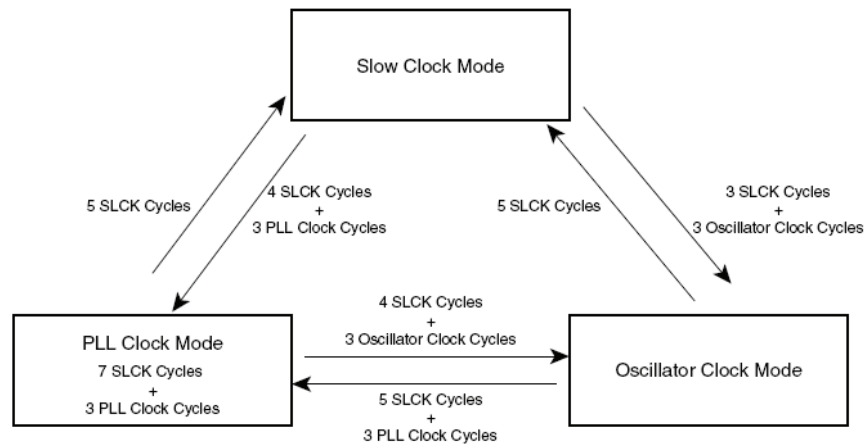 Slow Clock Mode
5 SLCK Cycles
4 SLCK Cycles
+
3 PLL Clock Cycles
5 SLCK Cycles
3 SLCK Cycles
+
3 Oscillator Clock Cycles
PLL Clock Mode
7 SLCK Cycles
+
3 PLL Clock Cycles
4 SLCK Cycles
+
3 Oscillator Clock Cycles
5 SLCK Cycles
+
3 PLL Clock Cycles
Oscillator Clock Mode